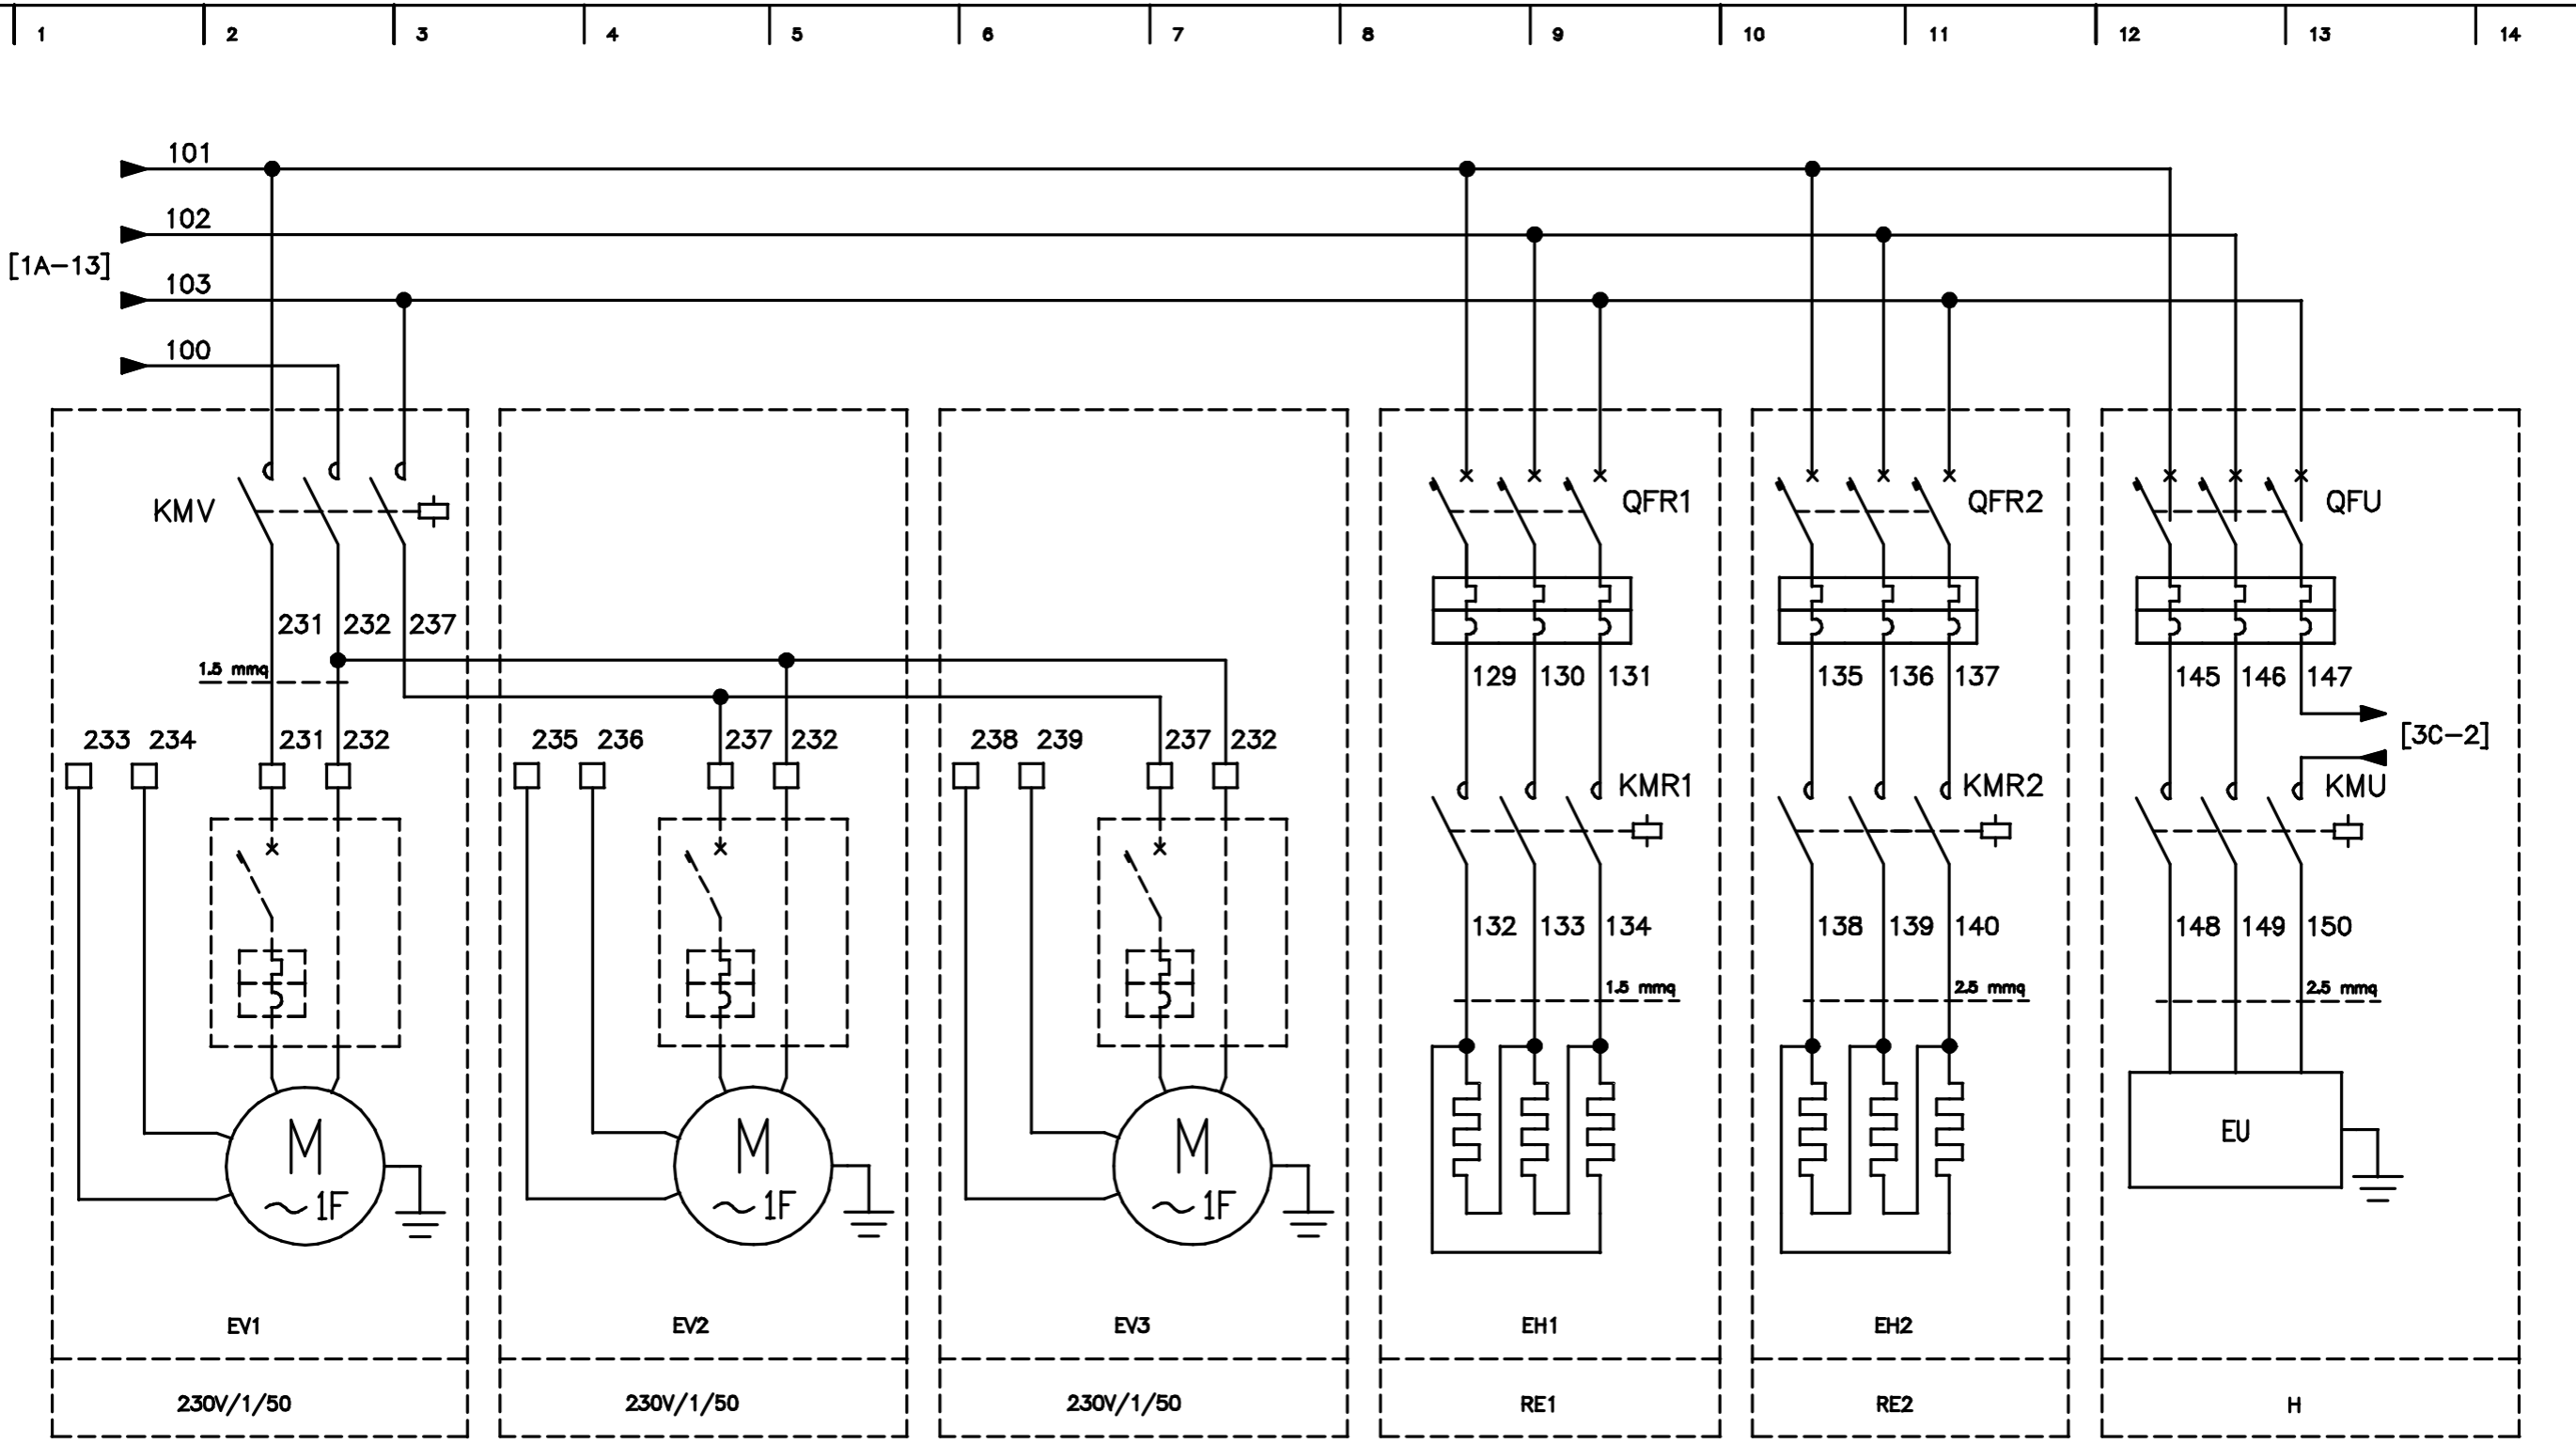 1 2 3 4 5 6 7 8 9 10 11 12 13 14
101
102
[1A-13]
103
100
KMV QFR1 QFR2 QFU
231 232 237
1.5 mmq
129 130 131 135 136 137 145 146 147
233 234 231 232 235 236 237 232 238 239 237 232 [3C-2]
KMR1 KMR2 KMU
132 133 134 138 139 140 148 149 150
1.5 mmq 2.5 mmq 2.5 mmq
M M M EU
~1F ~1F ~1F
EV1 EV2 EV3 EH1 EH2
230V/1/50 230V/1/50 230V/1/50 RE1 RE2 H